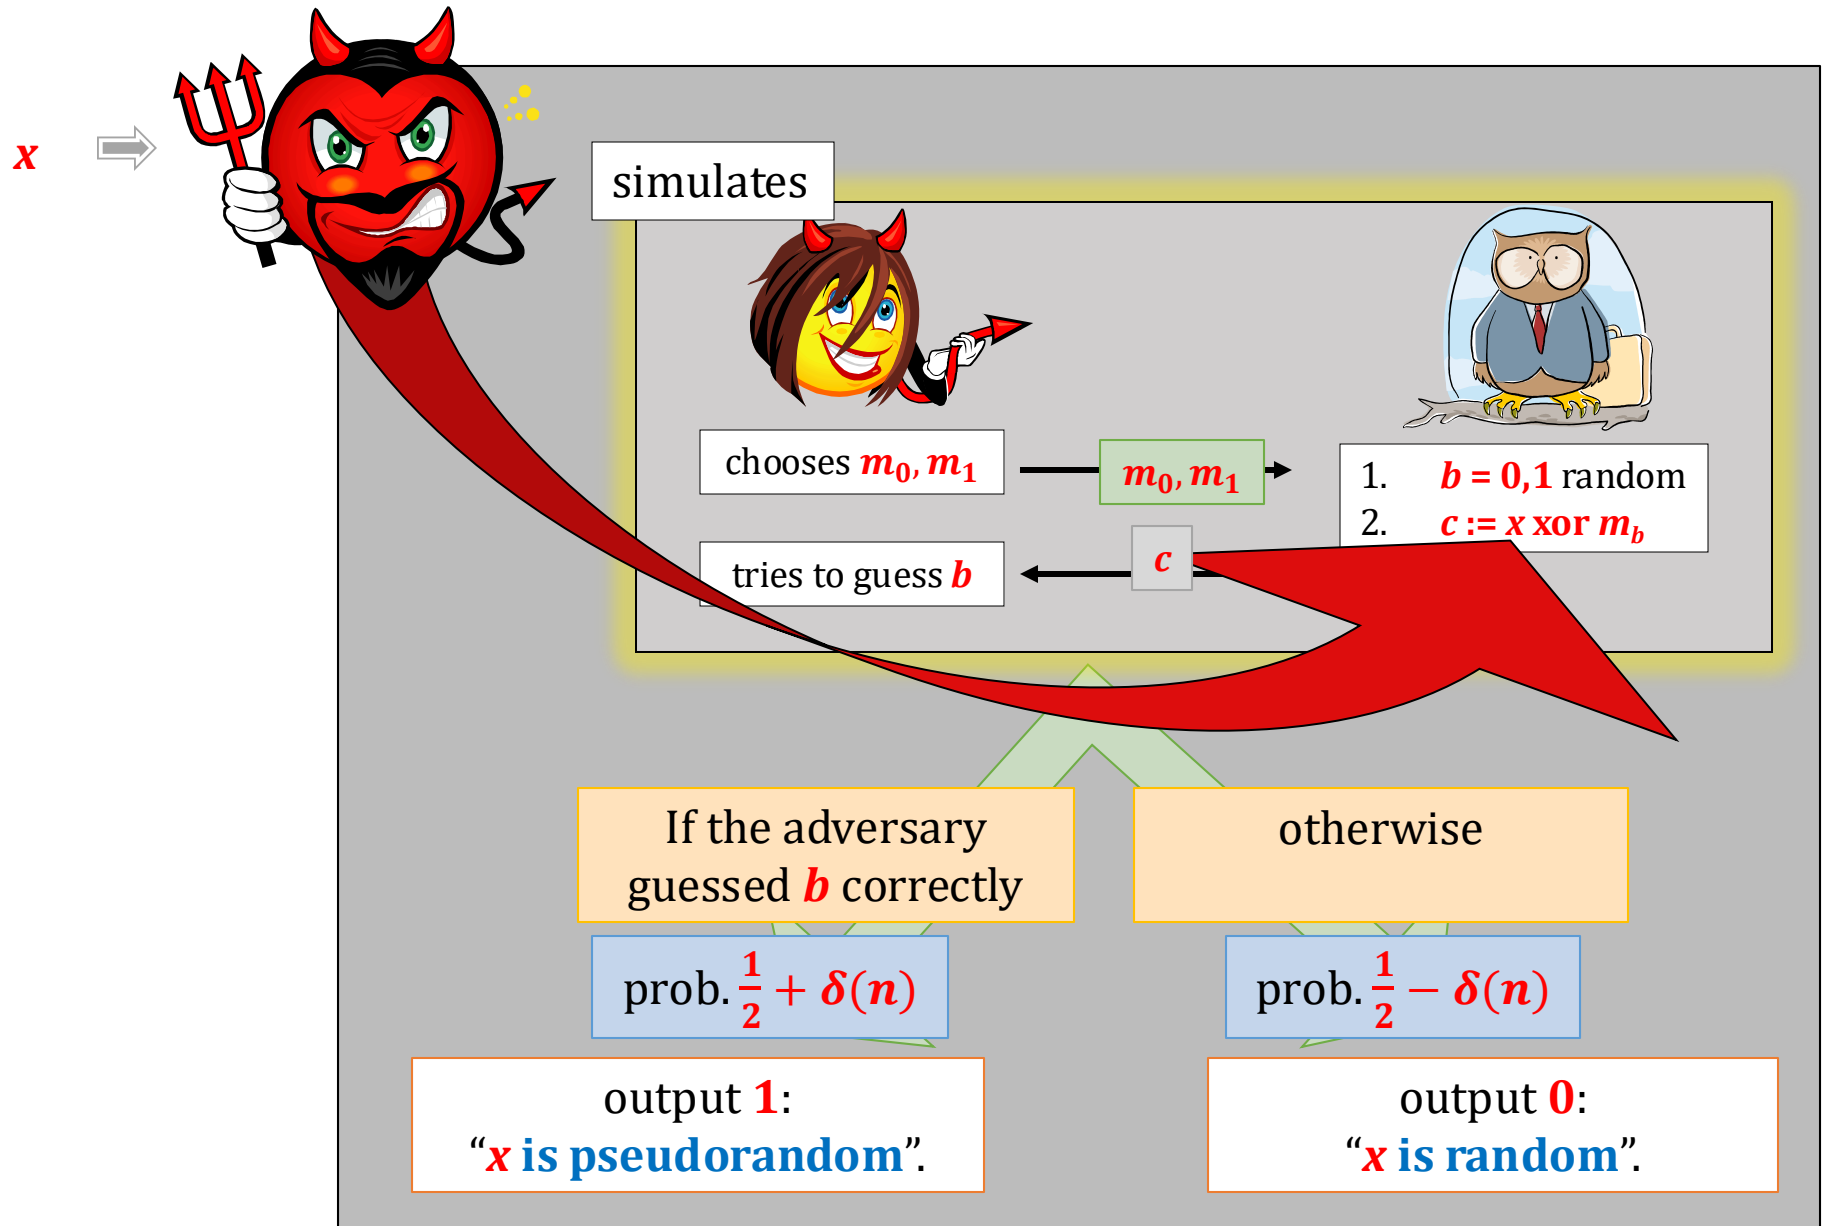 x
simulates
chooses m₀, m₁
m₀, m₁
1. b = 0,1 random
2. c := x xor m_b
c
tries to guess b
If the adversary
guessed b correctly
otherwise
prob. 1/2 + δ(n)
prob. 1/2 − δ(n)
output 1:
“x is pseudorandom”.
output 0:
“x is random”.